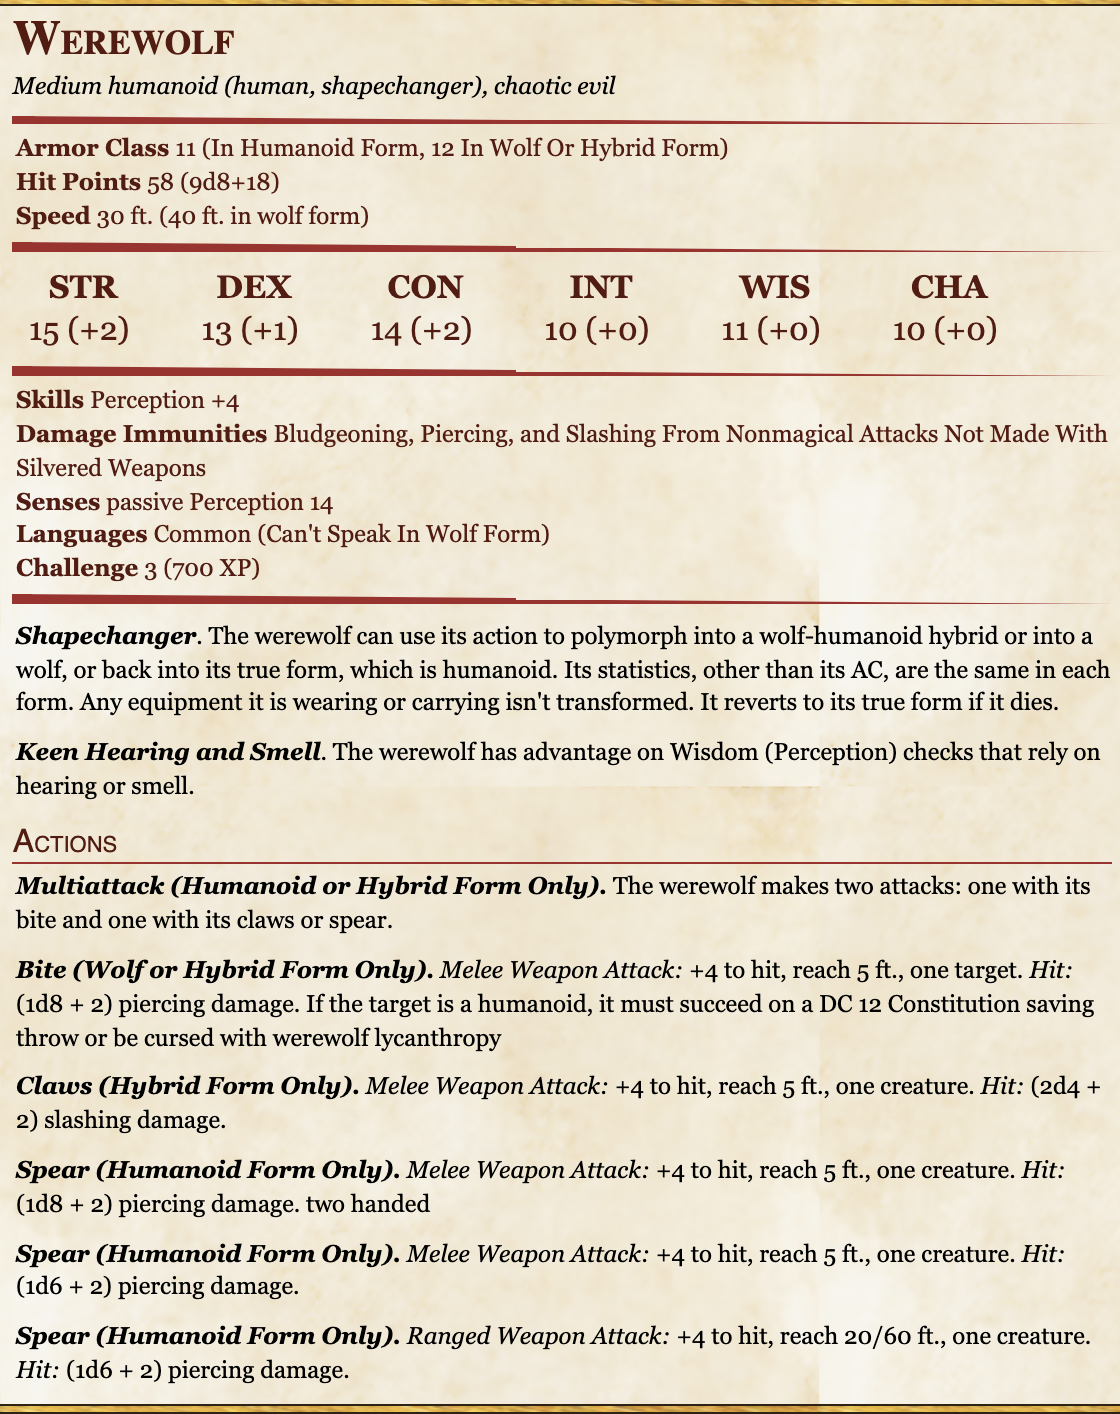 Werewolf
Medium humanoid (human, shapechanger), chaotic evil
Armor Class 11 (In Humanoid Form, 12 In Wolf Or Hybrid Form)
Hit Points 58 (9d8+18)
Speed 30 ft. (40 ft. in wolf form)
STR DEX CON INT WIS CHA
15 (+2) 13 (+1) 14 (+2) 10 (+0) 11 (+0) 10 (+0)
Skills Perception +4
Damage Immunities Bludgeoning, Piercing, and Slashing From Nonmagical Attacks Not Made With
Silvered Weapons
Senses passive Perception 14
Languages Common (Can't Speak In Wolf Form)
Challenge 3 (700 XP)
Shapechanger. The werewolf can use its action to polymorph into a wolf-humanoid hybrid or into a
wolf, or back into its true form, which is humanoid. Its statistics, other than its AC, are the same in each
form. Any equipment it is wearing or carrying isn't transformed. It reverts to its true form if it dies.
Keen Hearing and Smell. The werewolf has advantage on Wisdom (Perception) checks that rely on
hearing or smell.
Actions
Multiattack (Humanoid or Hybrid Form Only). The werewolf makes two attacks: one with its
bite and one with its claws or spear.
Bite (Wolf or Hybrid Form Only). Melee Weapon Attack: +4 to hit, reach 5 ft., one target. Hit:
(1d8 + 2) piercing damage. If the target is a humanoid, it must succeed on a DC 12 Constitution saving
throw or be cursed with werewolf lycanthropy
Claws (Hybrid Form Only). Melee Weapon Attack: +4 to hit, reach 5 ft., one creature. Hit: (2d4 +
2) slashing damage.
Spear (Humanoid Form Only). Melee Weapon Attack: +4 to hit, reach 5 ft., one creature. Hit:
(1d8 + 2) piercing damage. two handed
Spear (Humanoid Form Only). Melee Weapon Attack: +4 to hit, reach 5 ft., one creature. Hit:
(1d6 + 2) piercing damage.
Spear (Humanoid Form Only). Ranged Weapon Attack: +4 to hit, reach 20/60 ft., one creature.
Hit: (1d6 + 2) piercing damage.